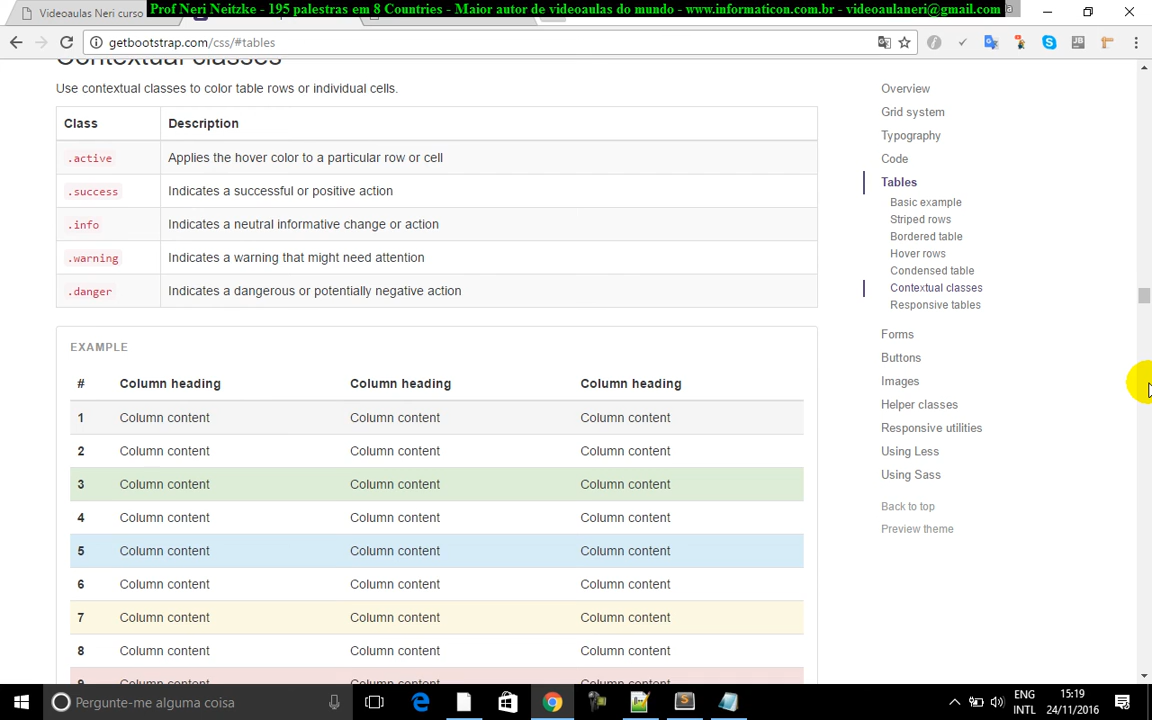 Videoaulas Neri curso
Prof Neri Neitzke - 195 palestras em 8 Countries - Maior autor de videoaulas do mundo - www.informaticon.com.br - videoaulaneri@gmail.com
getbootstrap.com/css/#tables
Contextual classes
Use contextual classes to color table rows or individual cells.
Class Description
.active Applies the hover color to a particular row or cell
.success Indicates a successful or positive action
.info Indicates a neutral informative change or action
.warning Indicates a warning that might need attention
.danger Indicates a dangerous or potentially negative action
EXAMPLE
# Column heading Column heading Column heading
1 Column content Column content Column content
2 Column content Column content Column content
3 Column content Column content Column content
4 Column content Column content Column content
5 Column content Column content Column content
6 Column content Column content Column content
7 Column content Column content Column content
8 Column content Column content Column content
9 Column content Column content Column content
Overview
Grid system
Typography
Code
Tables
Basic example
Striped rows
Bordered table
Hover rows
Condensed table
Contextual classes
Responsive tables
Forms
Buttons
Images
Helper classes
Responsive utilities
Using Less
Using Sass
Back to top
Preview theme
Pergunte-me alguma coisa
ENG
INTL
15:19
24/11/2016